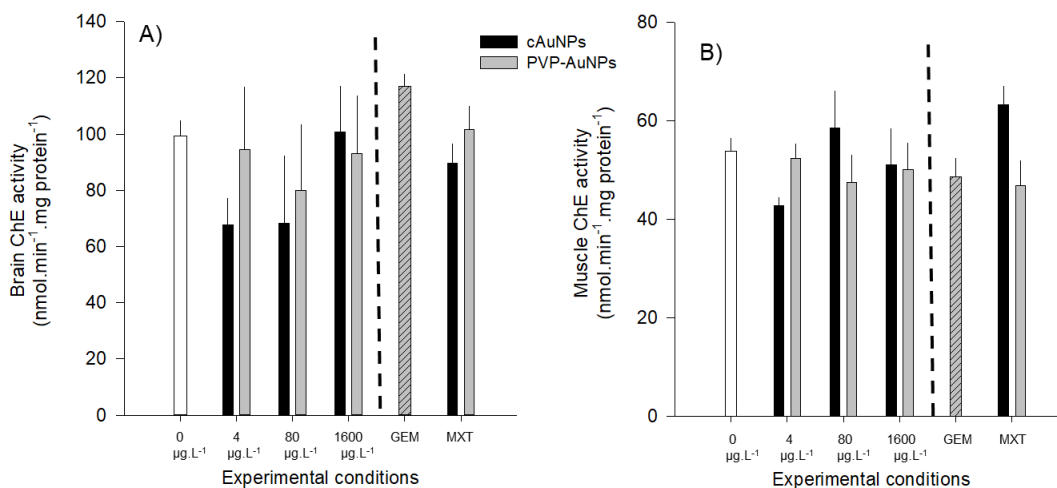 A)
Brain ChE activity
(nmol.min⁻¹.mg protein⁻¹)
140
120
100
80
60
40
20
0
0 4 80 1600 GEM MXT
µg.L⁻¹ µg.L⁻¹ µg.L⁻¹ µg.L⁻¹
Experimental conditions
cAuNPs
PVP-AuNPs
B)
Muscle ChE activity
(nmol.min⁻¹.mg protein⁻¹)
80
60
40
20
0
0 4 80 1600 GEM MXT
µg.L⁻¹ µg.L⁻¹ µg.L⁻¹ µg.L⁻¹
Experimental conditions